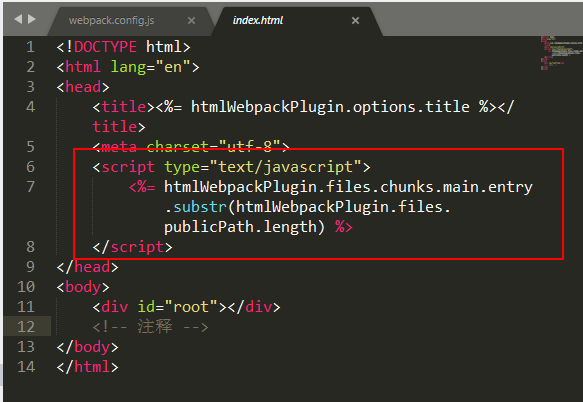 webpack.config.js × index.html ×
1 <!DOCTYPE html>
2 <html lang="en">
3 <head>
4 <title><%= htmlWebpackPlugin.options.title %></
title>
5 <meta charset="utf-8">
6 <script type="text/javascript">
7 <%= htmlWebpackPlugin.files.chunks.main.entry
.substr(htmlWebpackPlugin.files.
publicPath.length) %>
8 </script>
9 </head>
10 <body>
11 <div id="root"></div>
12 <!-- 注释 -->
13 </body>
14 </html>